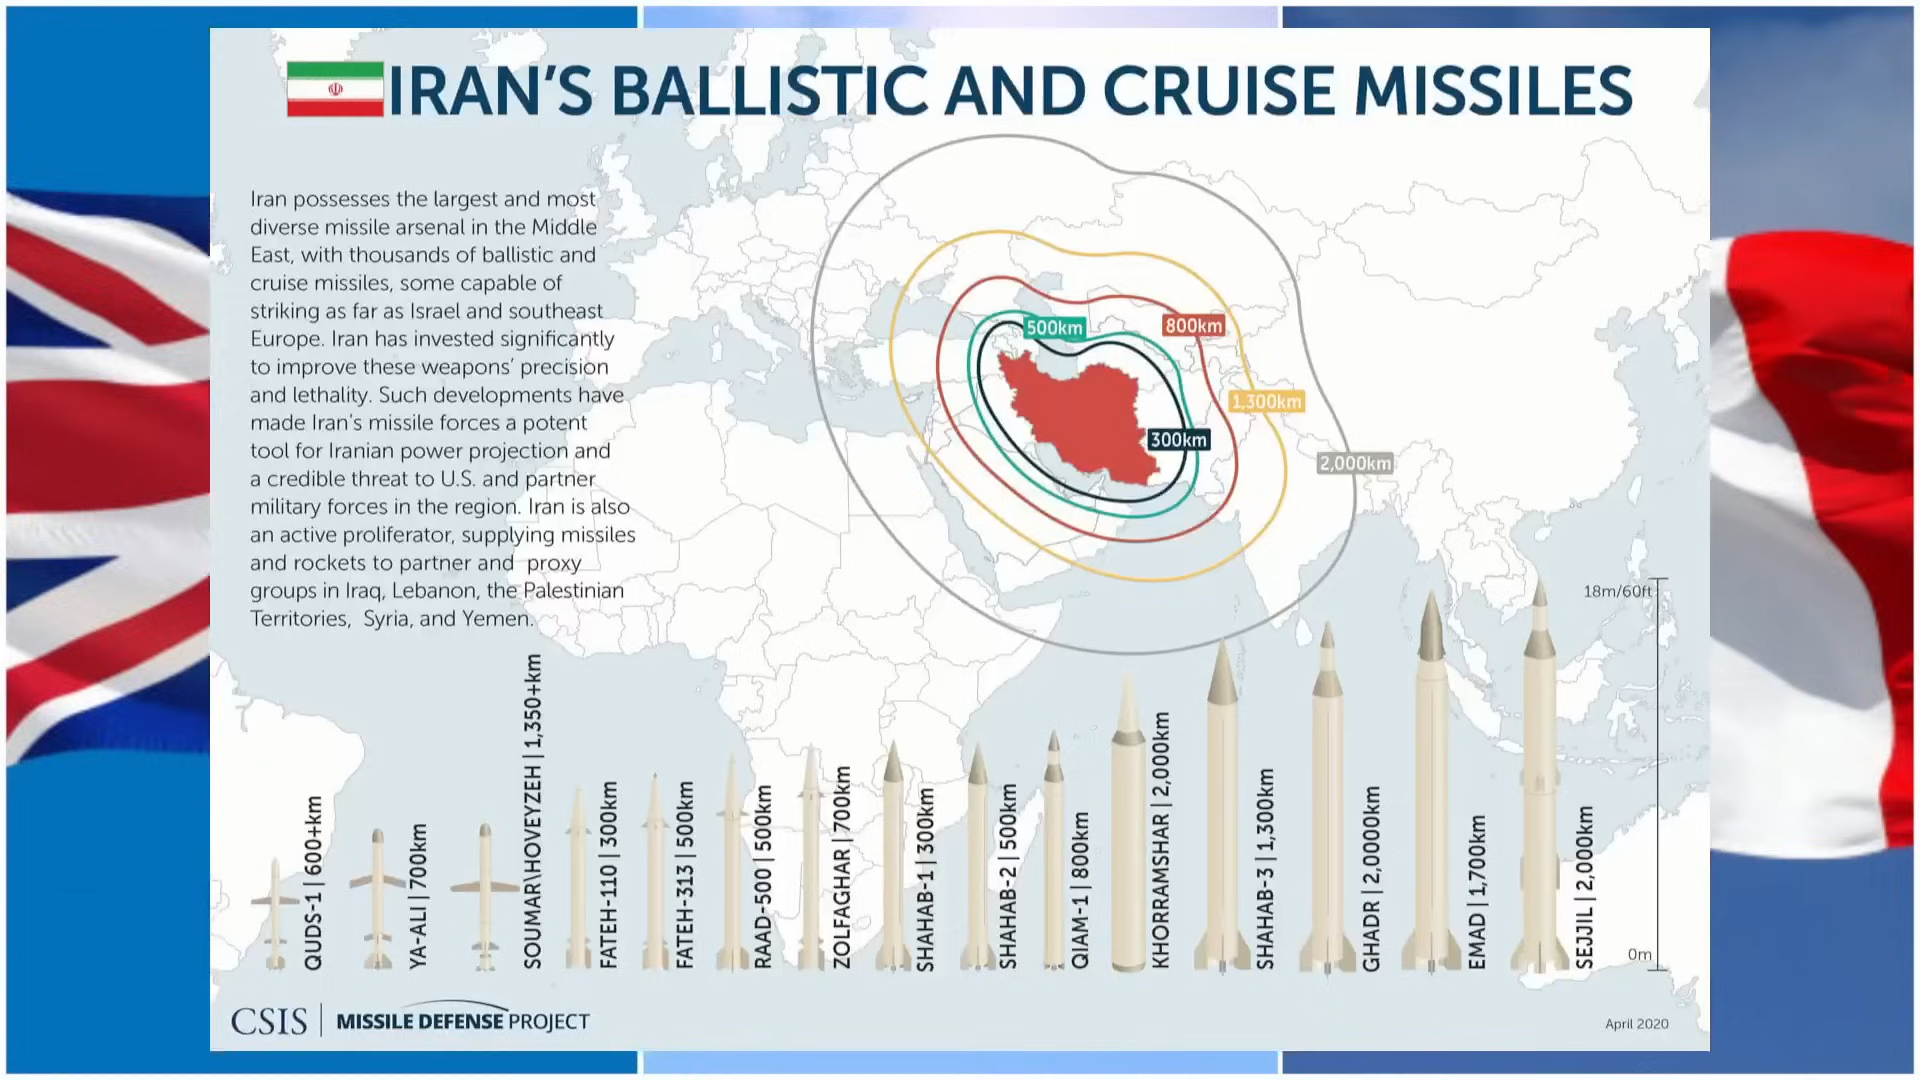 IRAN'S BALLISTIC AND CRUISE MISSILES
Iran possesses the largest and most
diverse missile arsenal in the Middle
East, with thousands of ballistic and
cruise missiles, some capable of
striking as far as Israel and southeast
Europe. Iran has invested significantly
to improve these weapons' precision
and lethality. Such developments have
made Iran's missile forces a potent
tool for Iranian power projection and
a credible threat to U.S. and partner
military forces in the region. Iran is also
an active proliferator, supplying missiles
and rockets to partner and proxy
groups in Iraq, Lebanon, the Palestinian
Territories, Syria, and Yemen.
500km
800km
1,300km
300km
2,000km
18m/60ft
0m
QUDS-1 | 600+km
YA-ALI | 700km
SOUMAR\HOVEYZEH | 1,350+km
FATEH-110 | 300km
FATEH-313 | 500km
RAAD-500 | 500km
ZOLFAGHAR | 700km
SHAHAB-1 | 300km
SHAHAB-2 | 500km
QIAM-1 | 800km
KHORRAMSHAR | 2,000km
SHAHAB-3 | 1,300km
GHADR | 2,0000km
EMAD | 1,700km
SEJJIL | 2,000km
CSIS | MISSILE DEFENSE PROJECT
April 2020